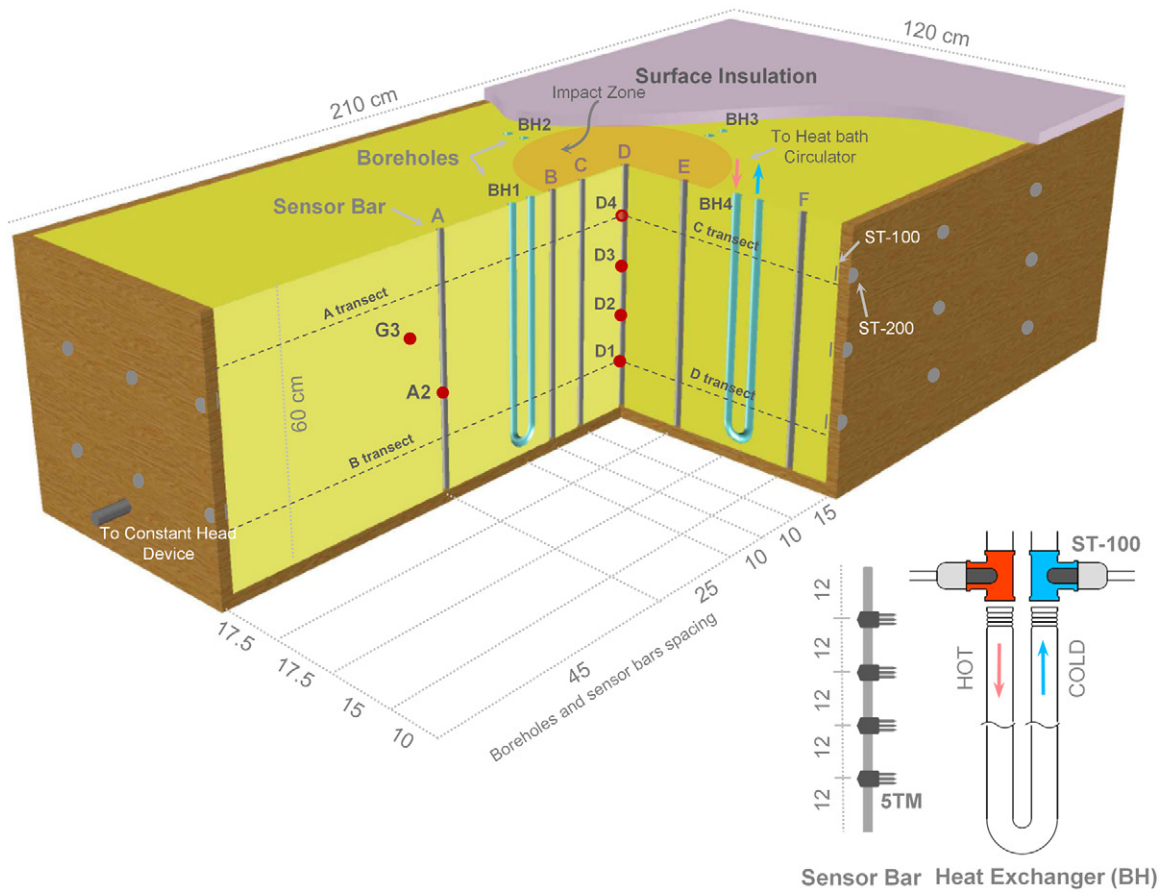 210 cm
120 cm
Surface Insulation
Impact Zone
BH2
BH3
Boreholes
To Heat bath
Circulator
D
C
B
E
BH1
BH4
Sensor Bar
A
F
D4
C transect
ST-100
D3
A transect
ST-200
G3
D2
D1
A2
D transect
60 cm
B transect
To Constant Head
Device
17.5
17.5
15
10
45
25
10
10
15
Boreholes and sensor bars spacing
12
12
12
12
12
5TM
Sensor Bar
ST-100
HOT
COLD
Heat Exchanger (BH)